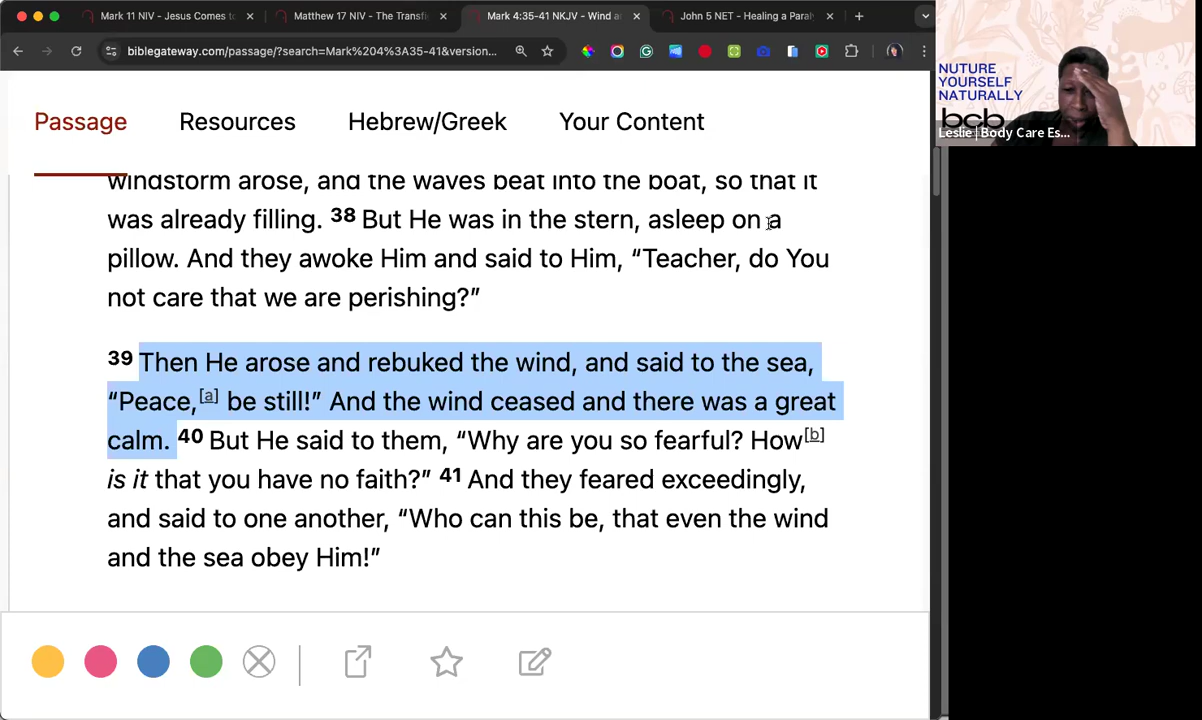 Mark 11 NIV - Jesus Comes to
Matthew 17 NIV - The Transfi
Mark 4:35-41 NKJV - Wind a
John 5 NET - Healing a Paral
biblegateway.com/passage/?search=Mark%204%3A35-41&version...
Passage
Resources
Hebrew/Greek
Your Content
windstorm arose, and the waves beat into the boat, so that it
was already filling. 38 But He was in the stern, asleep on a
pillow. And they awoke Him and said to Him, “Teacher, do You
not care that we are perishing?”
39 Then He arose and rebuked the wind, and said to the sea,
“Peace,[a] be still!” And the wind ceased and there was a great
calm. 40 But He said to them, “Why are you so fearful? How[b]
is it that you have no faith?” 41 And they feared exceedingly,
and said to one another, “Who can this be, that even the wind
and the sea obey Him!”
NUTURE
YOURSELF
NATURALLY
bcb
Leslie | Body Care Es...